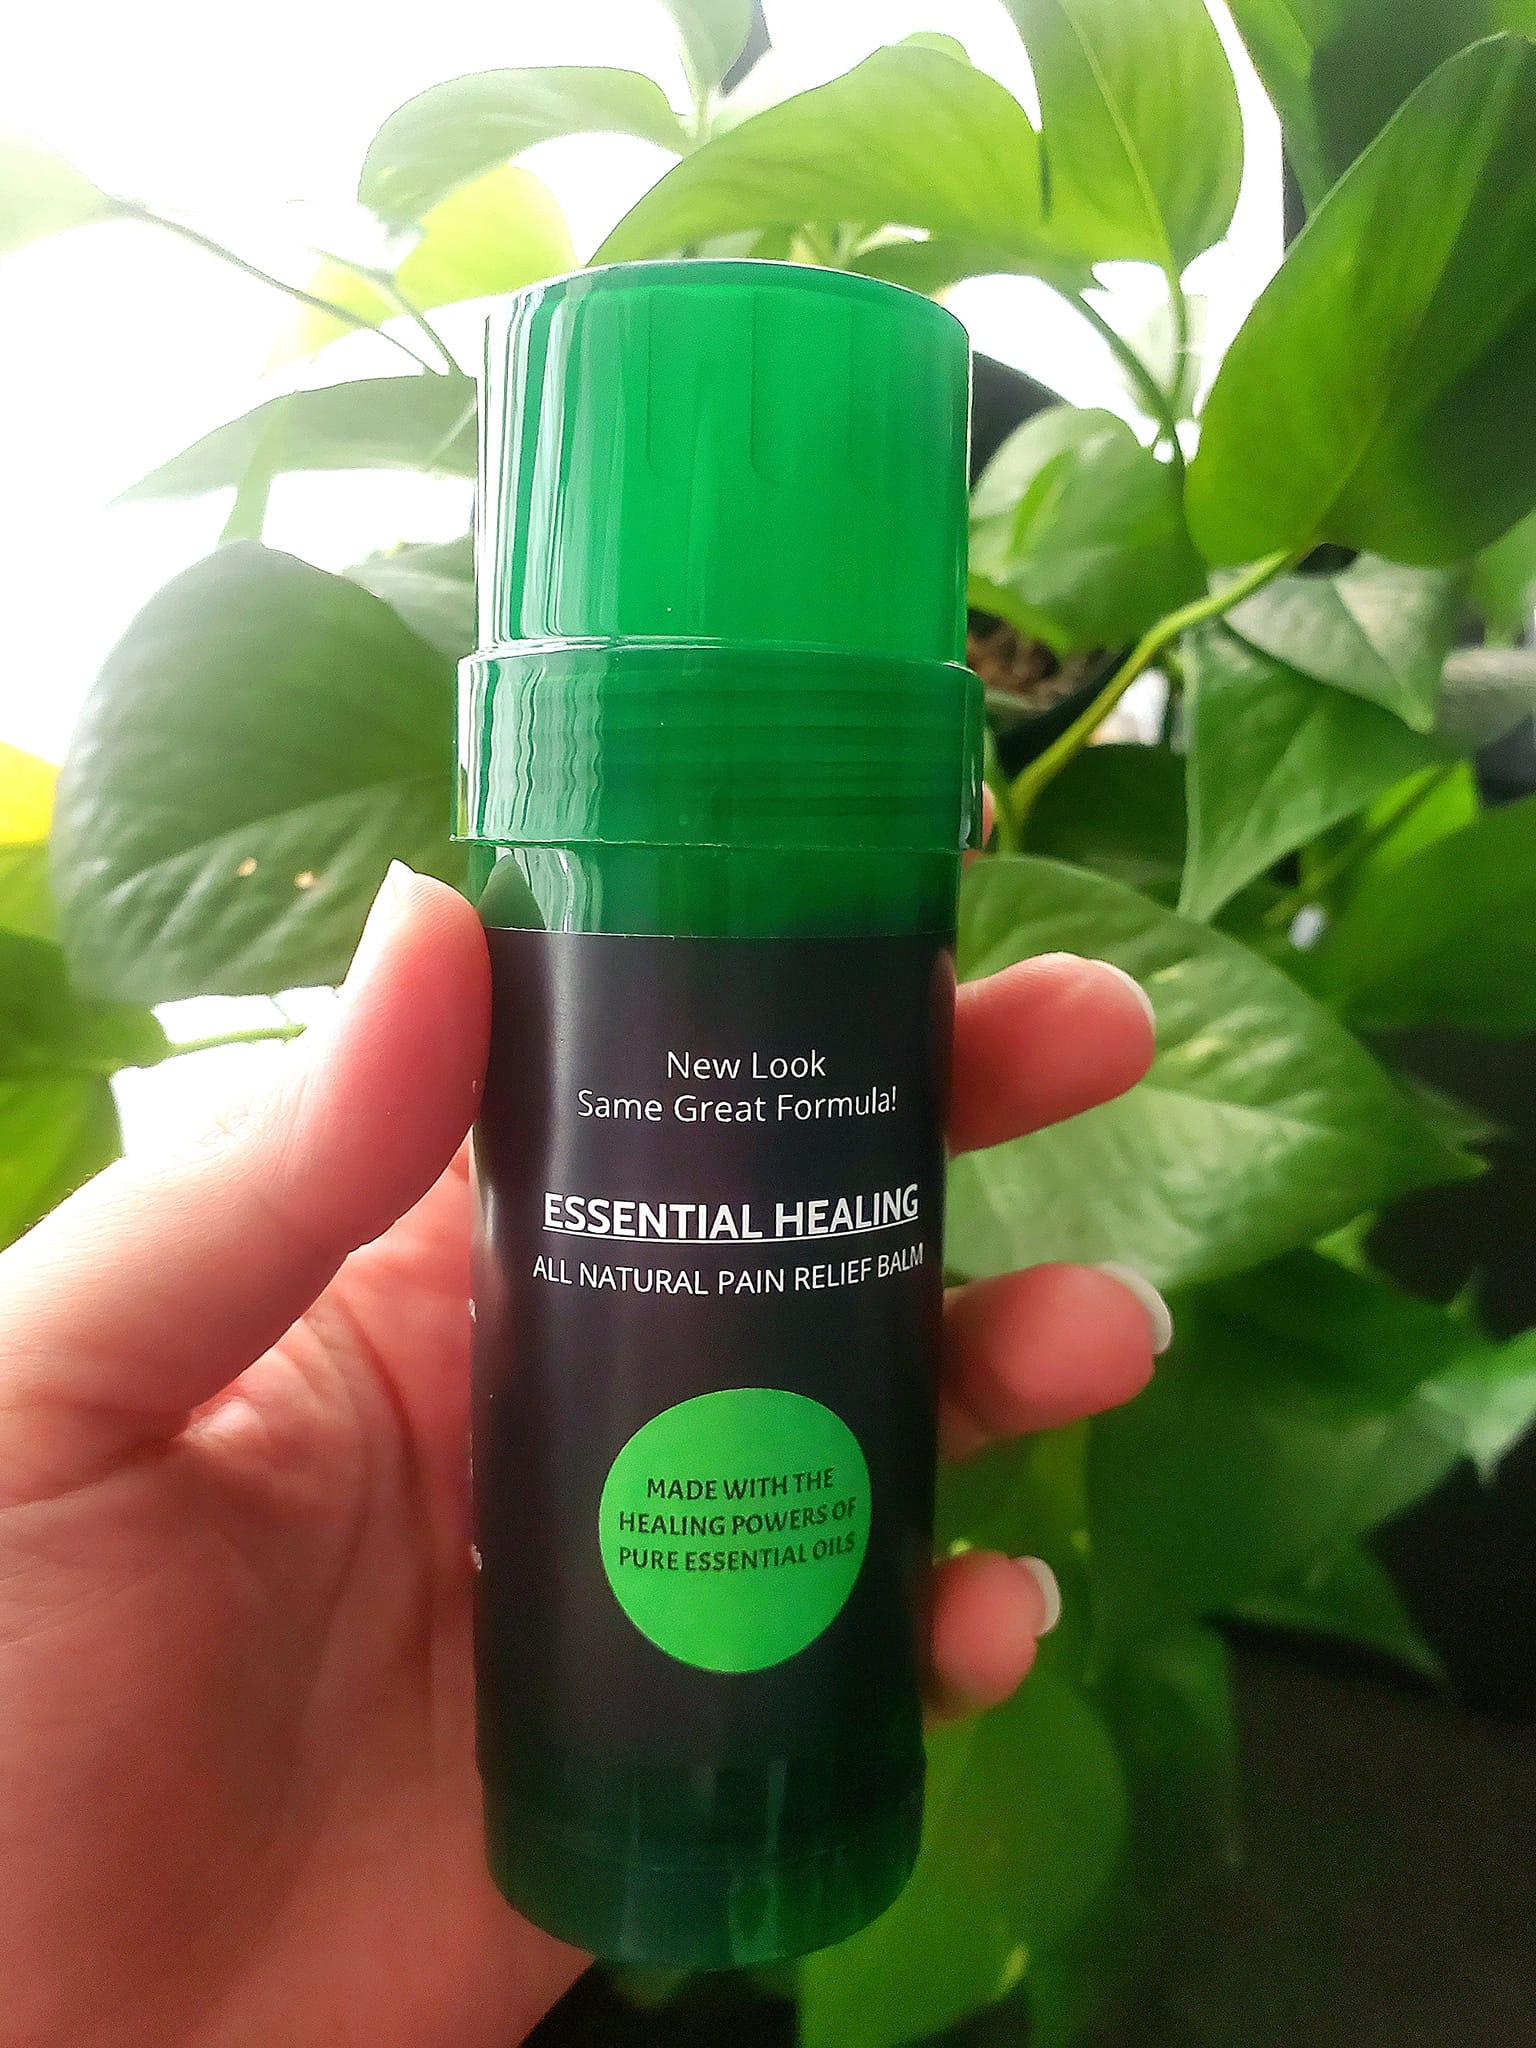 New Look
Same Great Formula!
ESSENTIAL HEALING
ALL NATURAL PAIN RELIEF BALM
MADE WITH THE
HEALING POWERS OF
PURE ESSENTIAL OILS